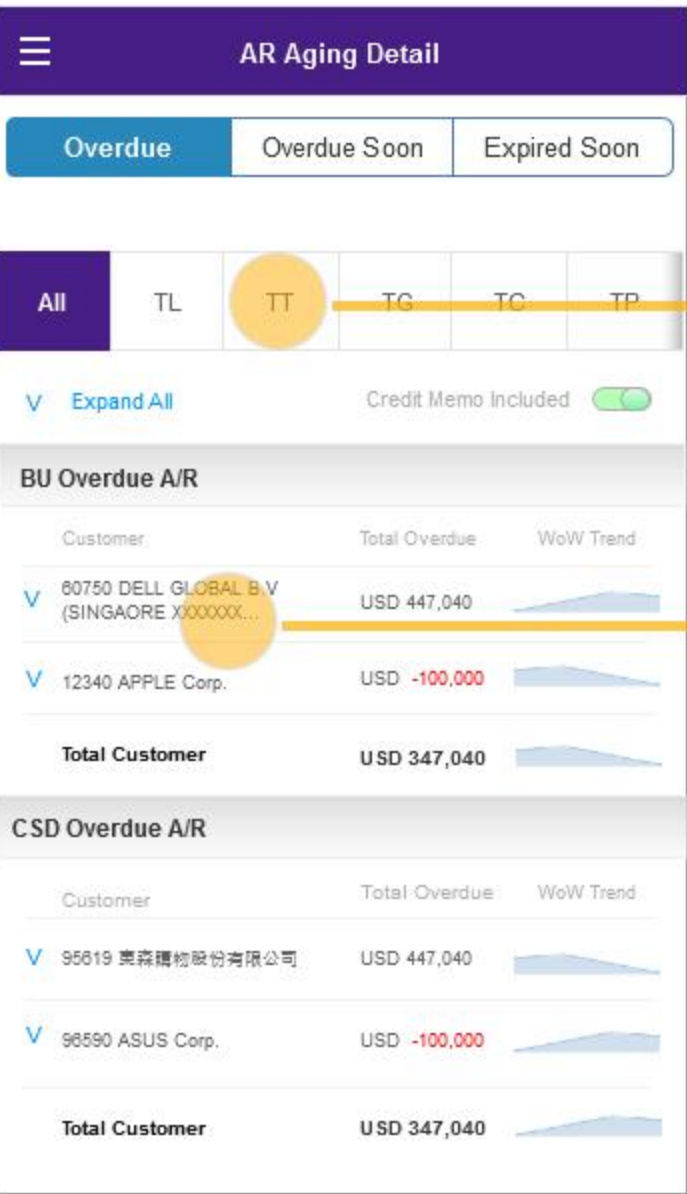 AR Aging Detail
Overdue
Overdue Soon
Expired Soon
All
TL
TT
TG
TC
TP
V Expand All
Credit Memo Included
BU Overdue A/R
Customer Total Overdue WoW Trend
V 60750 DELL GLOBAL B.V
(SINGAORE XXXXXXX...
USD 447,040
V 12340 APPLE Corp. USD -100,000
Total Customer USD 347,040
CSD Overdue A/R
Customer Total Overdue WoW Trend
V 95619 東森購物股份有限公司 USD 447,040
V 96590 ASUS Corp. USD -100,000
Total Customer USD 347,040